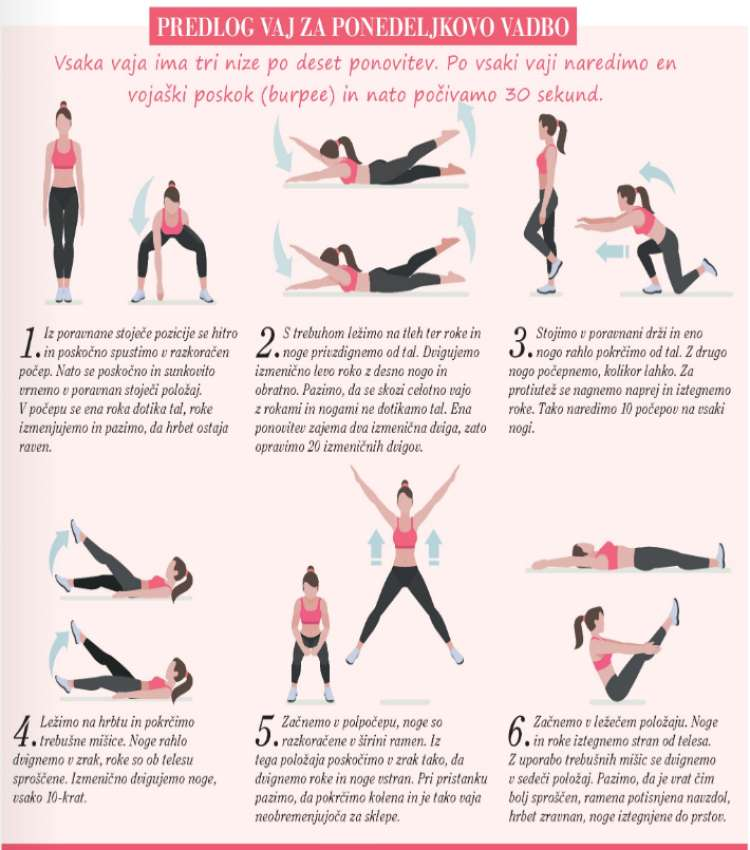 PREDLOG VAJ ZA PONEDELJKOVO VADBO
Vsaka vaja ima tri nize po deset ponovitev. Po vsaki vaji naredimo en
vojaški poskok (burpee) in nato počivamo 30 sekund.
1. Iz poravnane stoječe pozicije se hitro
in poskočno spustimo v razkoračen
počep. Nato se poskočno in sunkovito
vrnemo v poravnan stoječi položaj.
V počepu se ena roka dotika tal, roke
izmenjujemo in pazimo, da hrbet ostaja
raven.
2. S trebuhom ležimo na tleh ter roke in
noge privzdignemo od tal. Dvigujemo
izmenično levo roko z desno nogo in
obratno. Pazimo, da se skozi celotno vajo
z rokami in nogami ne dotikamo tal. Ena
ponovitev zajema dva izmenična dviga, zato
opravimo 20 izmeničnih dvigov.
3. Stojimo v poravnani drži in eno
nogo rahlo pokrčimo od tal. Z drugo
nogo počepnemo, kolikor lahko. Za
protiutež se nagnemo naprej in iztegnemo
roke. Tako naredimo 10 počepov na vsaki
nogi.
4. Ležimo na hrbtu in pokrčimo
trebušne mišice. Noge rahlo
dvignemo v zrak, roke so ob telesu
sproščene. Izmenično dvigujemo noge,
vsako 10-krat.
5. Začnemo v polpočepu, noge so
razkoračene v širini ramen. Iz
tega položaja poskočimo v zrak tako, da
dvignemo roke in noge vstran. Pri pristanku
pazimo, da pokrčimo kolena in je tako vaja
neobremenjujoča za sklepe.
6. Začnemo v ležečem položaju. Noge
in roke iztegnemo stran od telesa.
Z uporabo trebušnih mišic se dvignemo
v sedeči položaj. Pazimo, da je vrat čim
bolj sproščen, ramena potisnjena navzdol,
hrbet zravnan, noge iztegnjene do prstov.